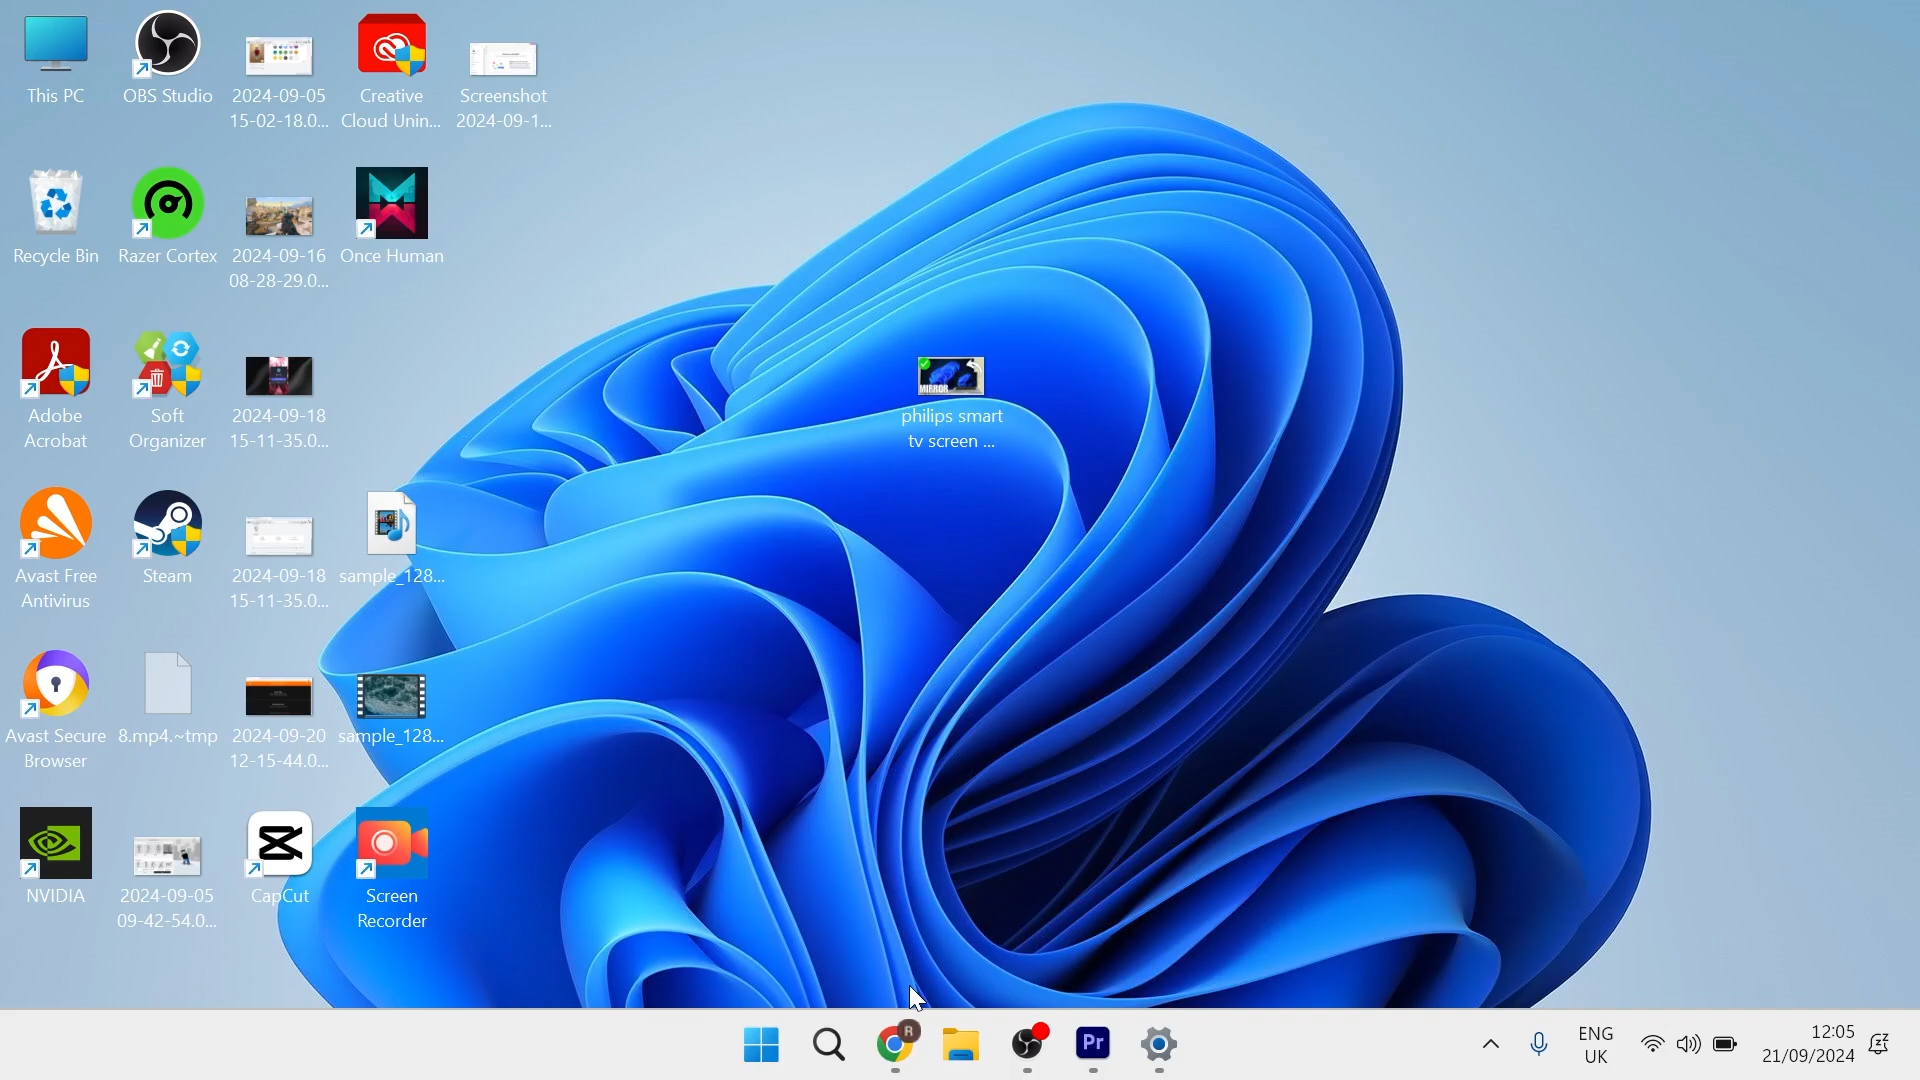 This PC
OBS Studio
2024-09-05
15-02-18.0...
Creative
Cloud Unin...
Screenshot
2024-09-1...
Recycle Bin
Razer Cortex
2024-09-16
08-28-29.0...
Once Human
MIRROR
philips smart
tv screen ...
Adobe
Acrobat
Soft
Organizer
2024-09-18
15-11-35.0...
Avast Free
Antivirus
Steam
2024-09-18
15-11-35.0...
sample_128...
Avast Secure
Browser
8.mp4.~tmp
2024-09-20
12-15-44.0...
sample_128...
NVIDIA
2024-09-05
09-42-54.0...
CapCut
Screen
Recorder
R
Pr
ENG
UK
12:05
21/09/2024